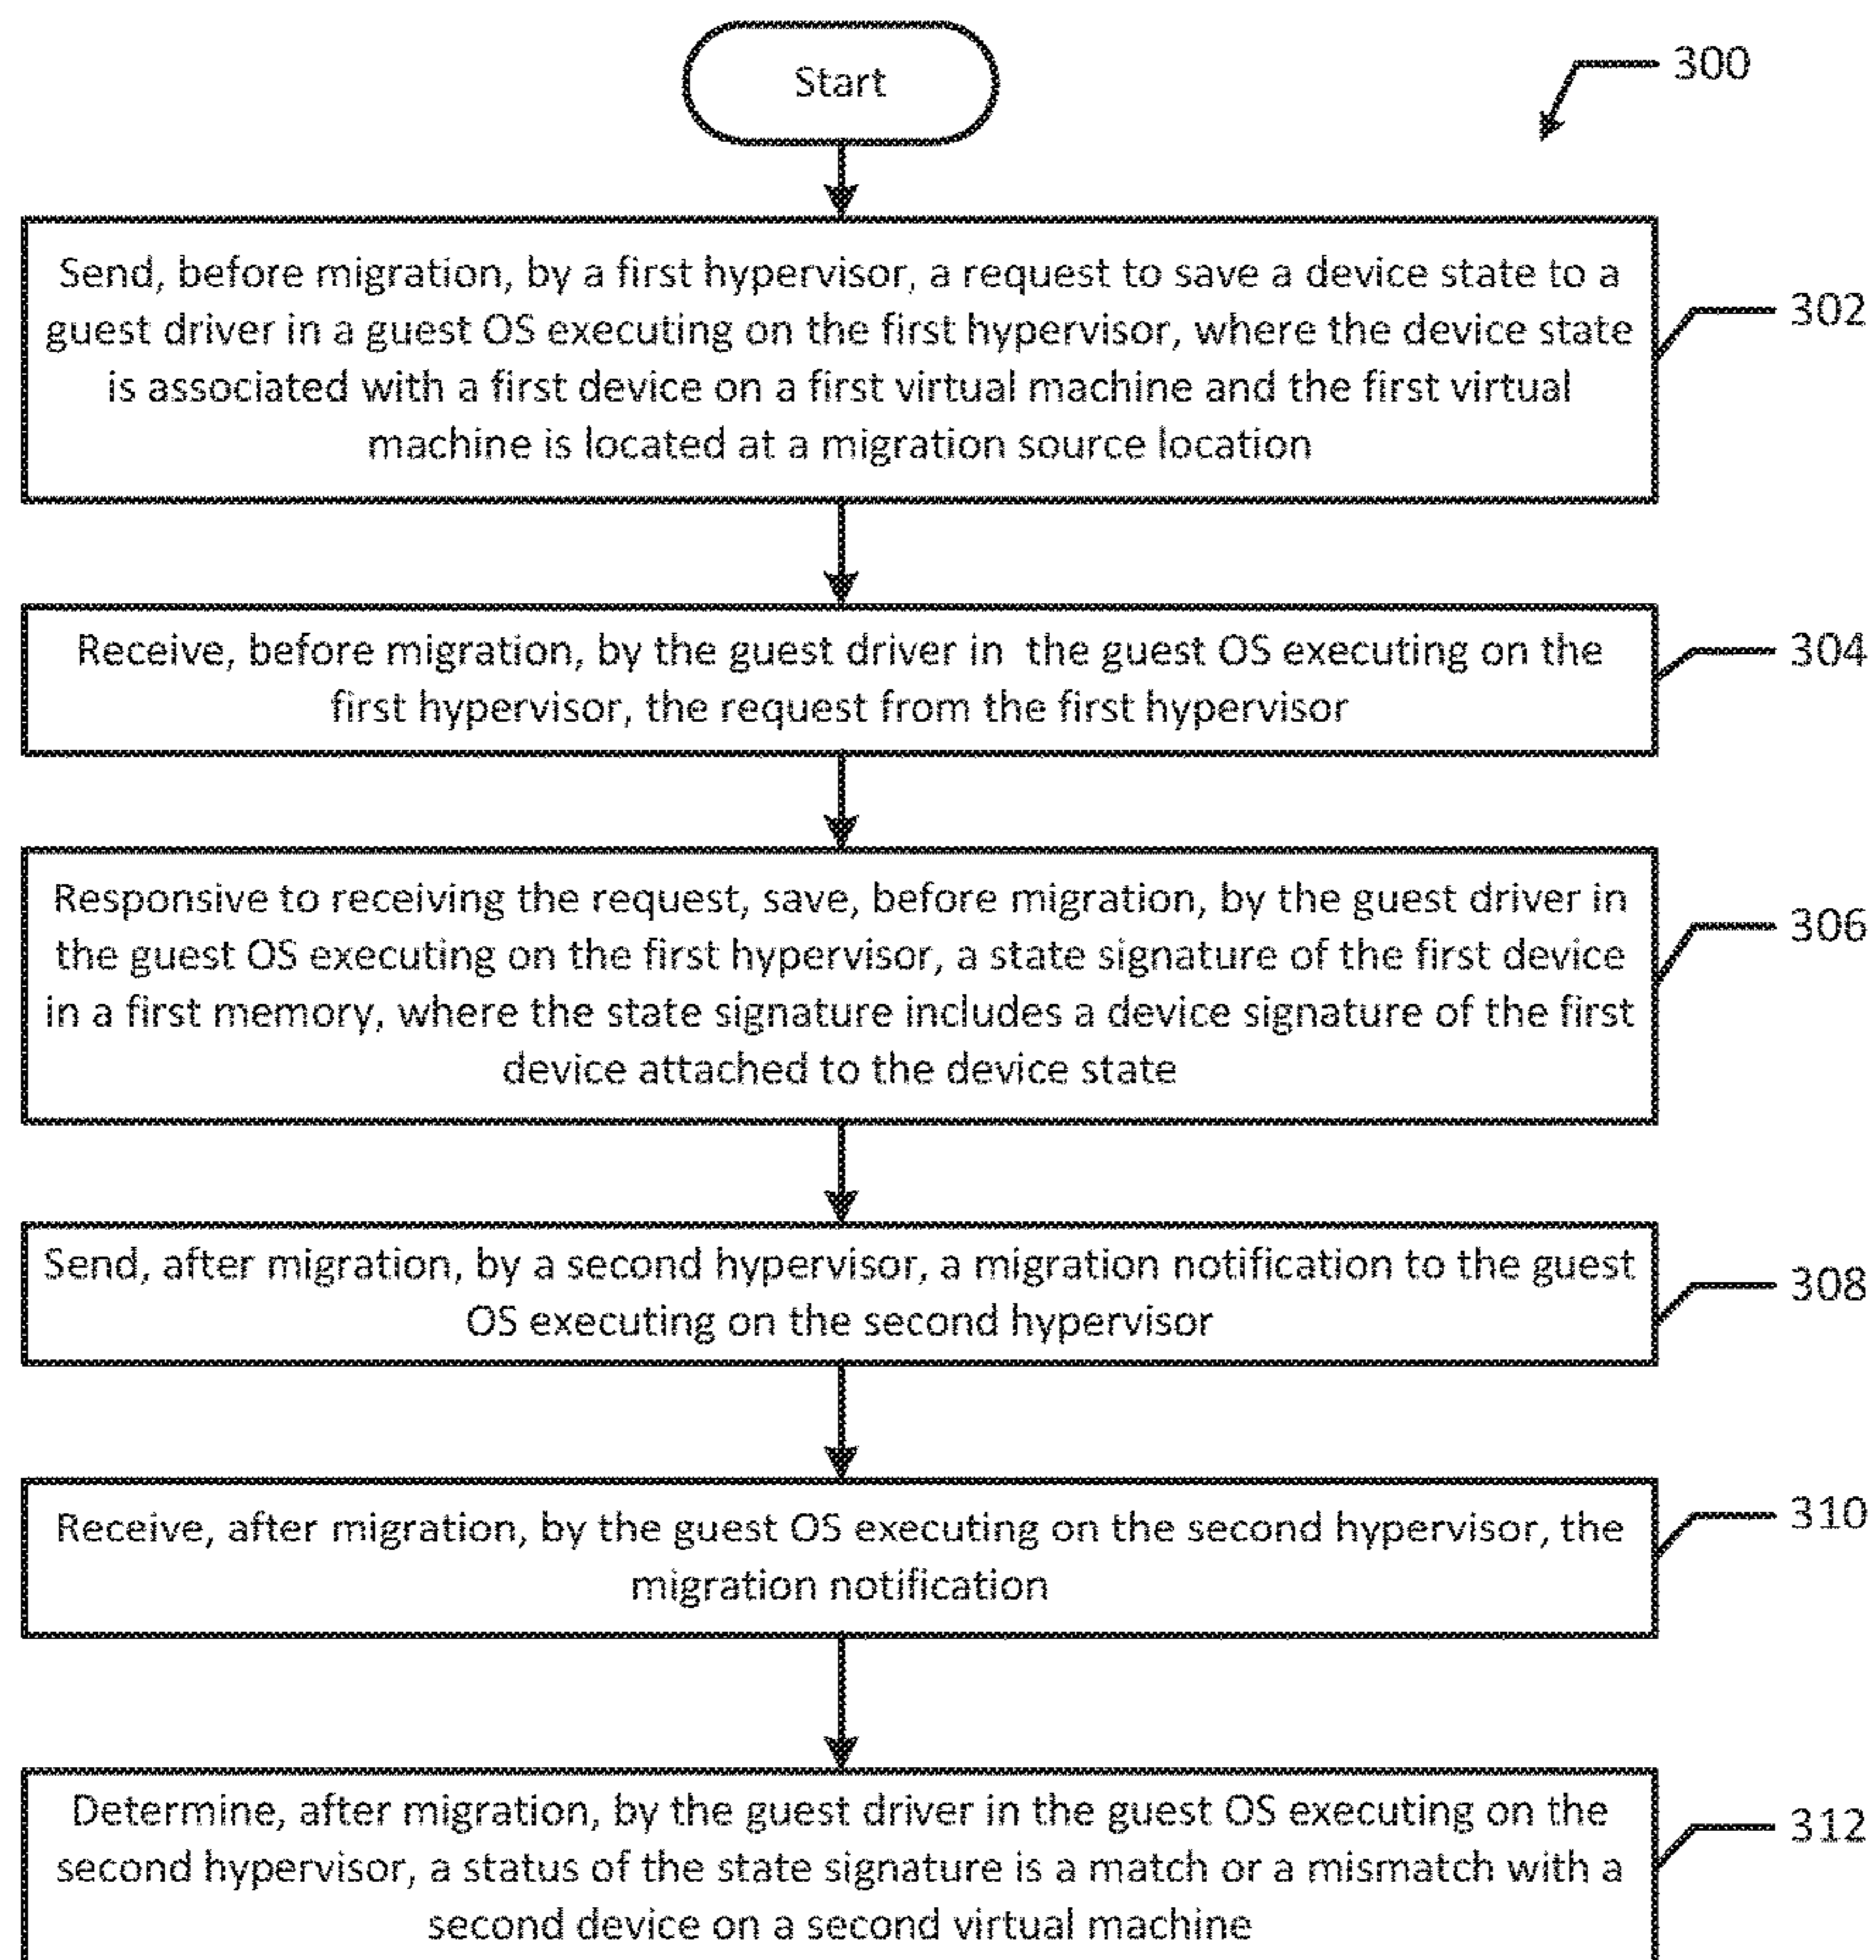 Start
300
Send, before migration, by a first hypervisor, a request to save a device state to a
guest driver in a guest OS executing on the first hypervisor, where the device state
is associated with a first device on a first virtual machine and the first virtual
machine is located at a migration source location
302
Receive, before migration, by the guest driver in the guest OS executing on the
first hypervisor, the request from the first hypervisor
304
Responsive to receiving the request, save, before migration, by the guest driver in
the guest OS executing on the first hypervisor, a state signature of the first device
in a first memory, where the state signature includes a device signature of the first
device attached to the device state
306
Send, after migration, by a second hypervisor, a migration notification to the guest
OS executing on the second hypervisor
308
Receive, after migration, by the guest OS executing on the second hypervisor, the
migration notification
310
Determine, after migration, by the guest driver in the guest OS executing on the
second hypervisor, a status of the state signature is a match or a mismatch with a
second device on a second virtual machine
312